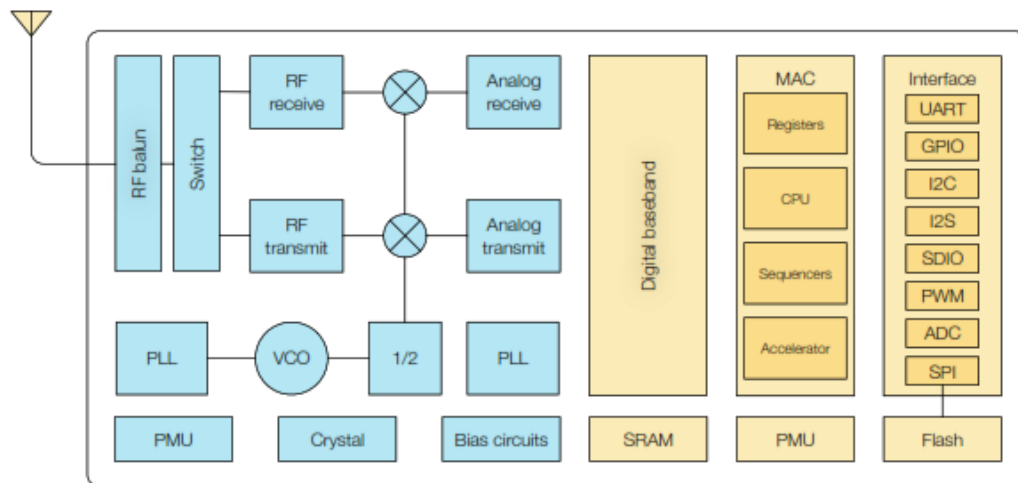 RF balun
Switch
RF
receive
Analog
receive
RF
transmit
Analog
transmit
PLL
VCO
1/2
PLL
PMU
Crystal
Bias circuits
Digital baseband
SRAM
MAC
Registers
CPU
Sequencers
Accelerator
PMU
Interface
UART
GPIO
I2C
I2S
SDIO
PWM
ADC
SPI
Flash